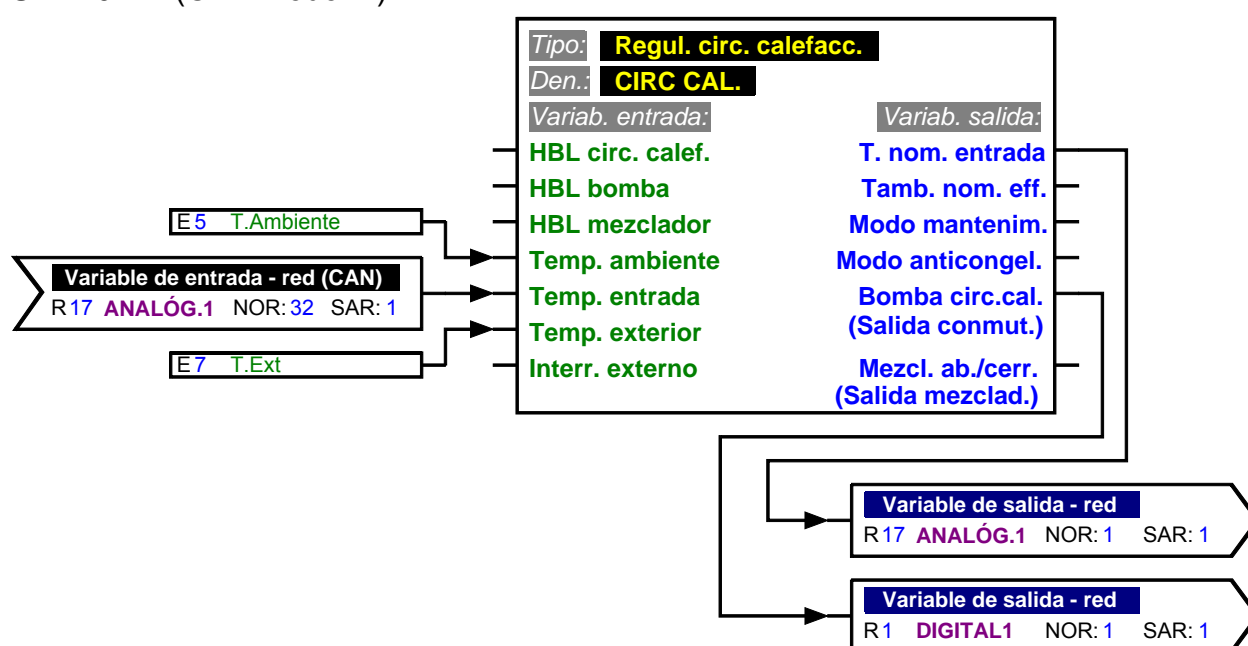 Tipo: Regul. circ. calefacc.
Den.: CIRC CAL.
Variab. entrada: Variab. salida:
HBL circ. calef. T. nom. entrada
HBL bomba Tamb. nom. eff.
HBL mezclador Modo mantenim.
Temp. ambiente Modo anticongel.
Temp. entrada Bomba circ.cal.
(Salida conmut.)
Temp. exterior
Interr. externo Mezcl. ab./cerr.
(Salida mezclad.)
E 5 T.Ambiente
Variable de entrada - red (CAN)
R 17 ANALÓG.1 NOR: 32 SAR: 1
E 7 T.Ext
Variable de salida - red
R 17 ANALÓG.1 NOR: 1 SAR: 1
Variable de salida - red
R 1 DIGITAL1 NOR: 1 SAR: 1